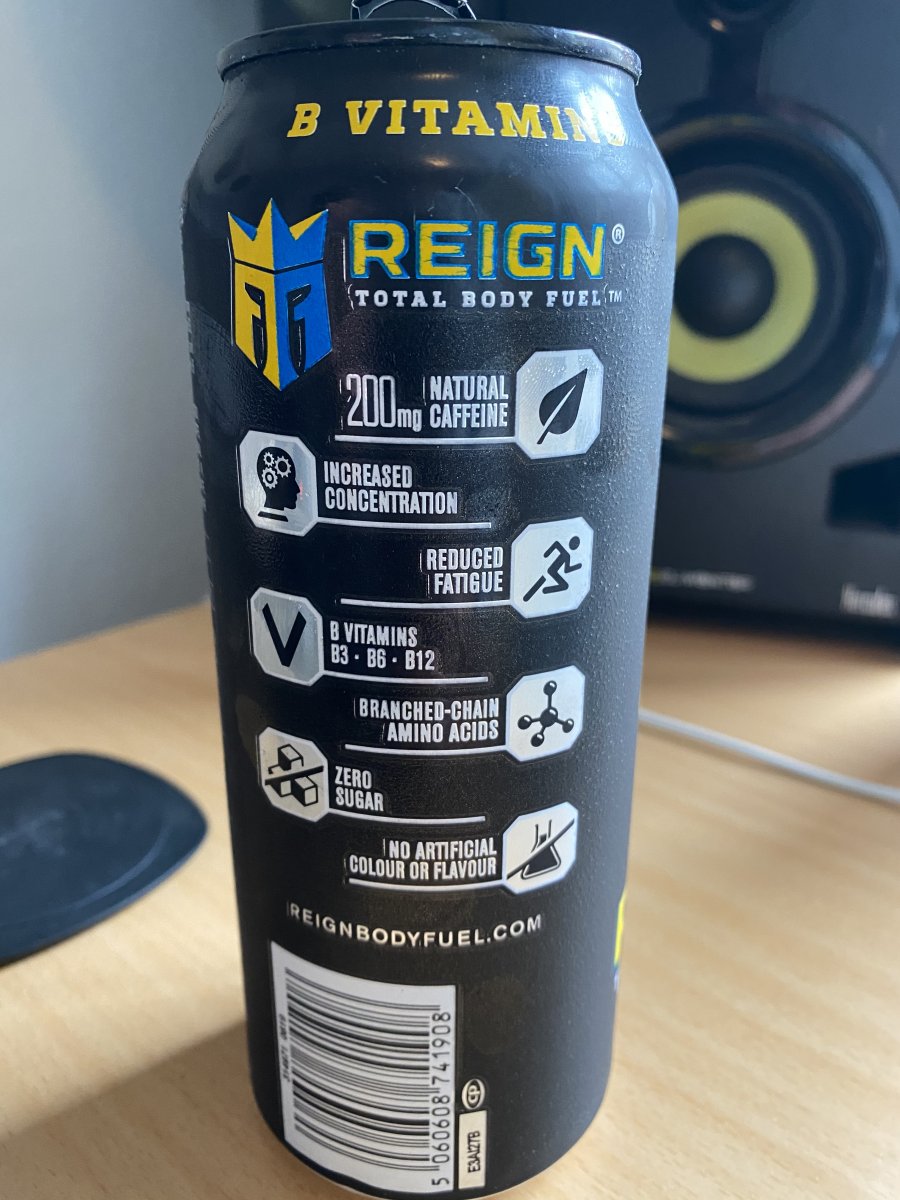 B VITAMINS
REIGN®
TOTAL BODY FUEL™
200mg NATURAL
CAFFEINE
INCREASED
CONCENTRATION
REDUCED
FATIGUE
V
B VITAMINS
B3 · B6 · B12
BRANCHED-CHAIN
AMINO ACIDS
ZERO
SUGAR
NO ARTIFICIAL
COLOUR OR FLAVOUR
REIGNBODYFUEL.COM
5 060608 741908